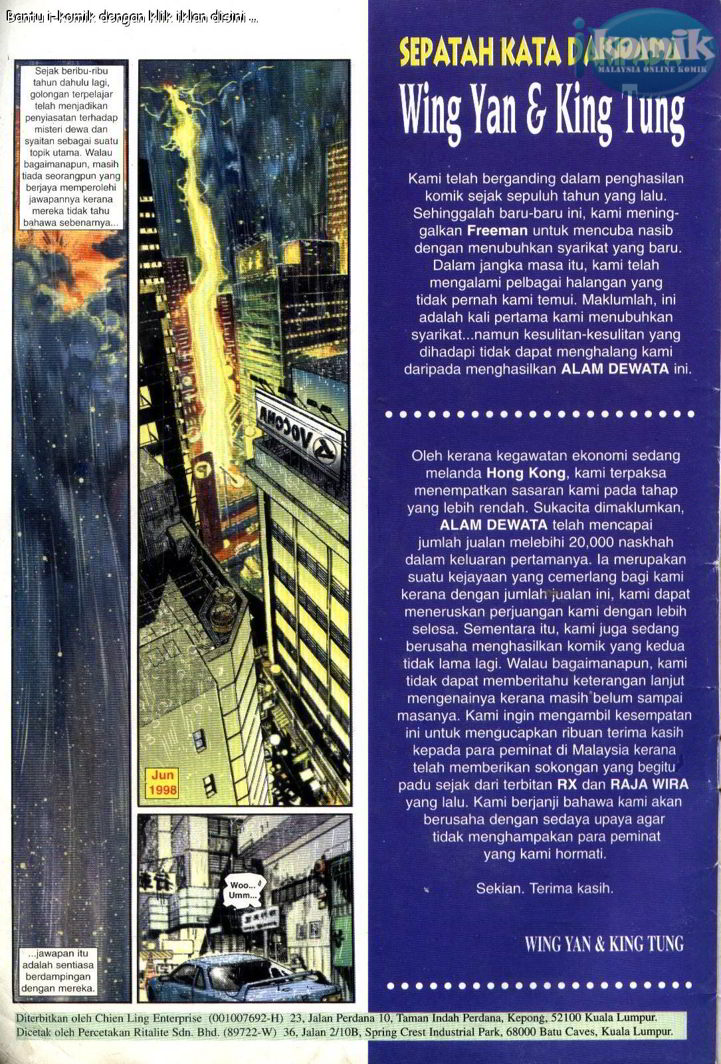 Bantu i-komik dengan klik iklan disini ...
Sejak beribu-ribu
tahun dahulu lagi,
golongan terpelajar
telah menjadikan
penyiasatan terhadap
misteri dewa dan
syaitan sebagai suatu
topik utama. Walau
bagaimanapun, masih
tiada seorangpun yang
berjaya memperolehi
jawapannya kerana
mereka tidak tahu
bahawa sebenarnya...
...jawapan itu
adalah sentiasa
berdampingan
dengan mereka.
VOCOMA
Jun
1998
Woo...
Umm...
komik
MALAYSIA ONLINE KOMIK
SEPATAH KATA DARIPADA
Wing Yan & King Tung
Kami telah berganding dalam penghasilan
komik sejak sepuluh tahun yang lalu.
Sehinggalah baru-baru ini, kami mening-
galkan Freeman untuk mencuba nasib
dengan menubuhkan syarikat yang baru.
Dalam jangka masa itu, kami telah
mengalami pelbagai halangan yang
tidak pernah kami temui. Maklumlah, ini
adalah kali pertama kami menubuhkan
syarikat...namun kesulitan-kesulitan yang
dihadapi tidak dapat menghalang kami
daripada menghasilkan ALAM DEWATA ini.
Oleh kerana kegawatan ekonomi sedang
melanda Hong Kong, kami terpaksa
menempatkan sasaran kami pada tahap
yang lebih rendah. Sukacita dimaklumkan,
ALAM DEWATA telah mencapai
jumlah jualan melebihi 20,000 naskhah
dalam keluaran pertamanya. Ia merupakan
suatu kejayaan yang cemerlang bagi kami
kerana dengan jumlah jualan ini, kami dapat
meneruskan perjuangan kami dengan lebih
selesa. Sementara itu, kami juga sedang
berusaha menghasilkan komik yang kedua
tidak lama lagi. Walau bagaimanapun, kami
tidak dapat memberitahu keterangan lanjut
mengenainya kerana masih belum sampai
masanya. Kami ingin mengambil kesempatan
ini untuk mengucapkan ribuan terima kasih
kepada para peminat di Malaysia kerana
telah memberikan sokongan yang begitu
padu sejak dari terbitan RX dan RAJA WIRA
yang lalu. Kami berjanji bahawa kami akan
berusaha dengan sedaya upaya agar
tidak menghampakan para peminat
yang kami hormati.
Sekian. Terima kasih.
WING YAN & KING TUNG
Diterbitkan oleh Chien Ling Enterprise (001007692-H) 23, Jalan Perdana 10, Taman Indah Perdana, Kepong, 52100 Kuala Lumpur.
Dicetak oleh Percetakan Ritalite Sdn. Bhd. (89722-W) 36, Jalan 2/10B, Spring Crest Industrial Park, 68000 Batu Caves, Kuala Lumpur.